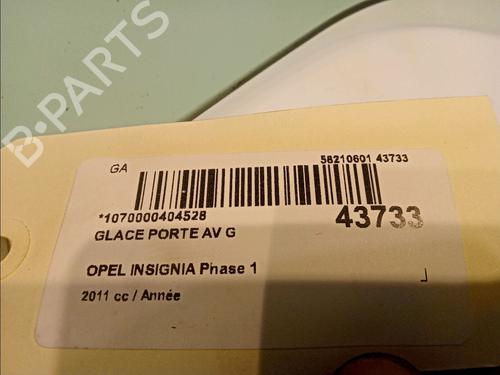 B-PARTS
GA
58210601 43733
*1070000404528
43733
GLACE PORTE AV G
OPEL INSIGNIA Phase 1
2011 cc / Année